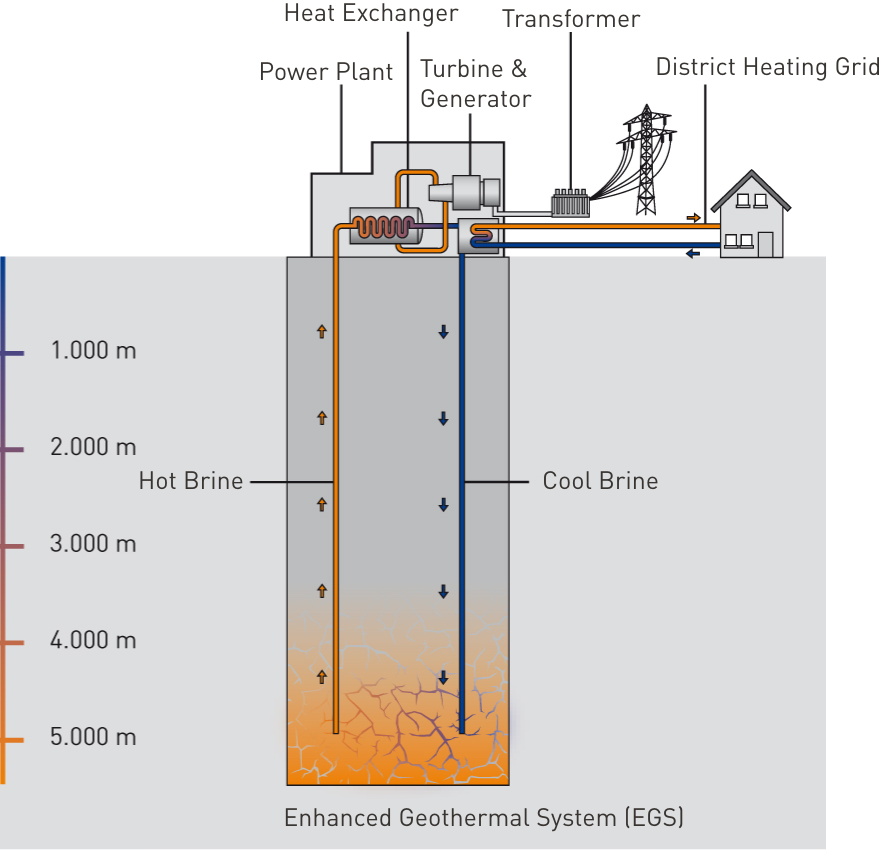 Heat Exchanger
Transformer
Power Plant
Turbine &
Generator
District Heating Grid
1.000 m
2.000 m
Hot Brine
Cool Brine
3.000 m
4.000 m
5.000 m
Enhanced Geothermal System (EGS)